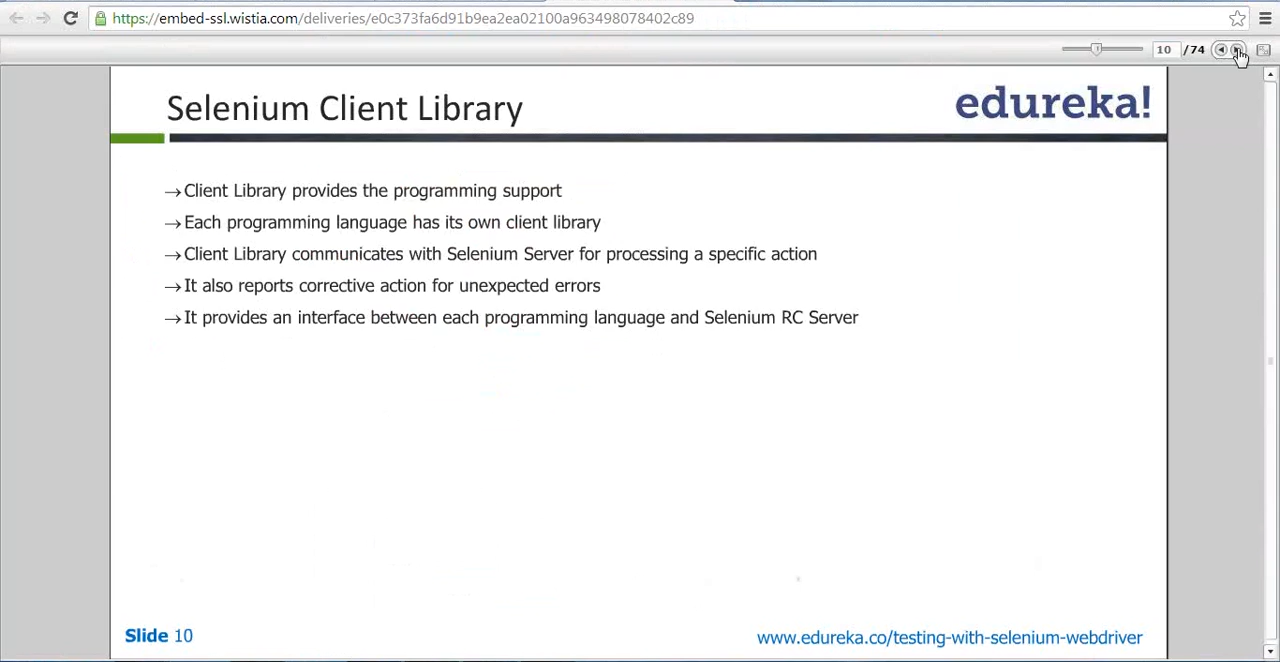 https://embed-ssl.wistia.com/deliveries/e0c373fa6d91b9ea2ea02100a963498078402c89
10 /74
Selenium Client Library
edureka!
→Client Library provides the programming support
→Each programming language has its own client library
→Client Library communicates with Selenium Server for processing a specific action
→It also reports corrective action for unexpected errors
→It provides an interface between each programming language and Selenium RC Server
Slide 10
www.edureka.co/testing-with-selenium-webdriver